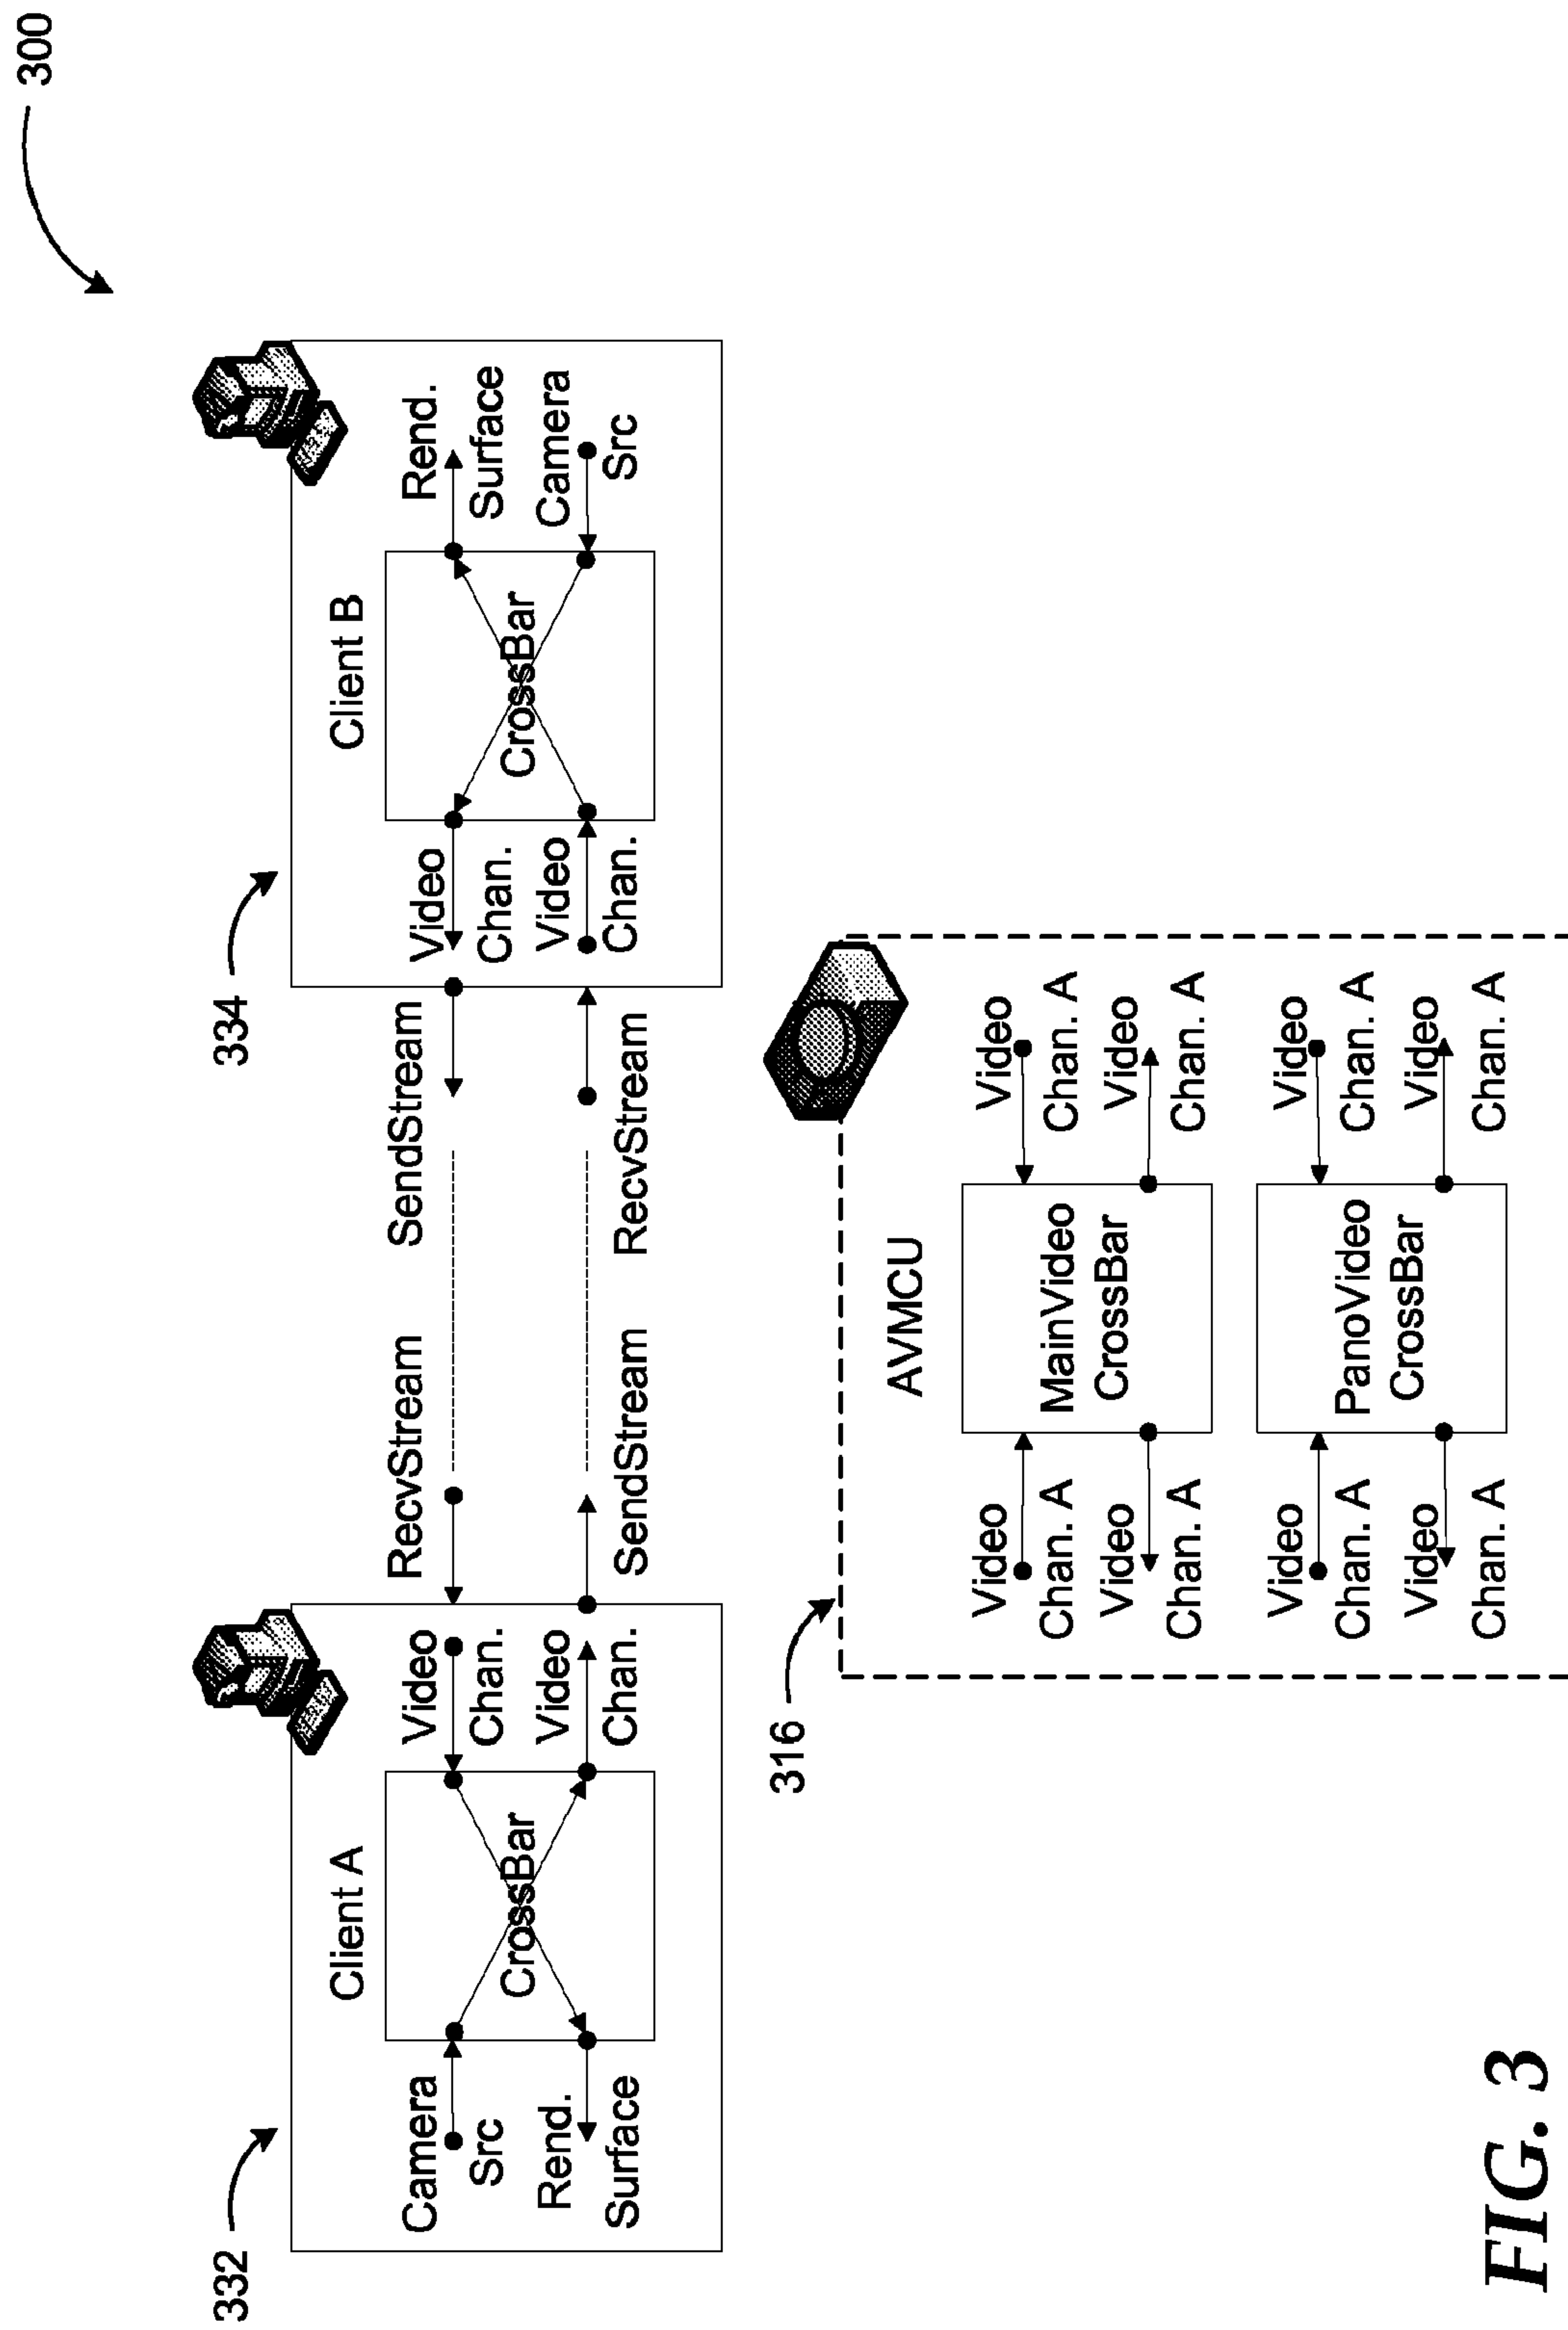 300
332
334
Client A
Client B
Camera
Src
Rend.
Surface
CrossBar
Video
Chan.
Video
Chan.
RecvStream
SendStream
SendStream
RecvStream
Video
Chan.
Video
Chan.
CrossBar
Rend.
Surface
Camera
Src
316
AVMCU
Video
Chan. A
Video
Chan. A
MainVideo
CrossBar
Video
Chan. A
Video
Chan. A
Video
Chan. A
Video
Chan. A
PanoVideo
CrossBar
Video
Chan. A
Video
Chan. A
FIG. 3